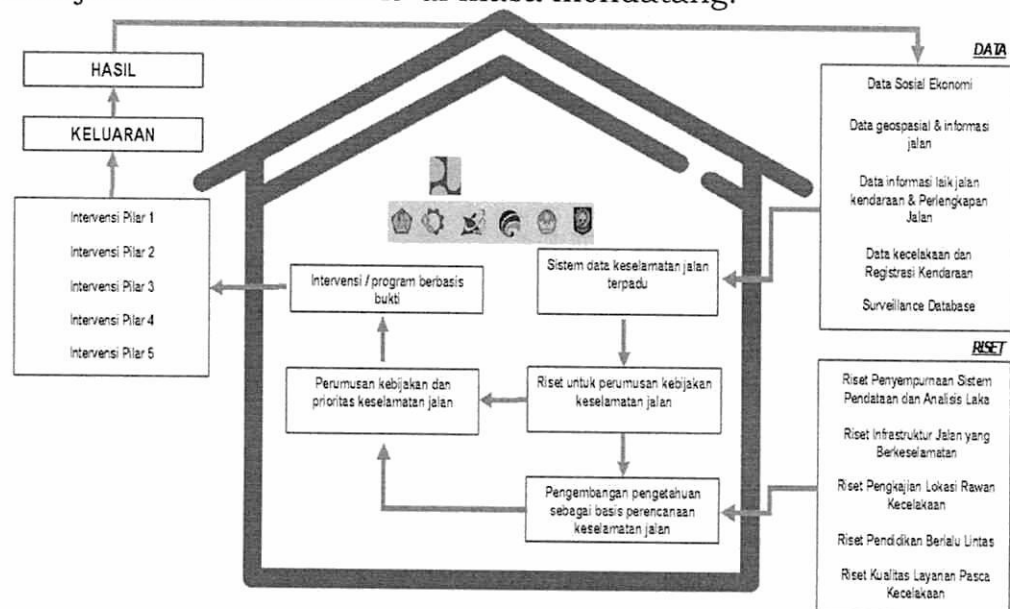 di masa mendatang.
HASIL
KELUARAN
Intervensi Pilar 1
Intervensi Pilar 2
Intervensi Pilar 3
Intervensi Pilar 4
Intervensi Pilar 5
Intervensi / program berbasis
bukti
Perumusan kebijakan dan
prioritas keselamatan jalan
Sistem data keselamatan jalan
terpadu
Riset untuk perumusan kebijakan
keselamatan jalan
Pengembangan pengetahuan
sebagai basis perencanaan
keselamatan jalan
DATA
Data Sosial Ekonomi
Data geospasial & informasi
jalan
Data informasi laik jalan
kendaraan & Perlengkapan
Jalan
Data kecelakaan dan
Registrasi Kendaraan
Surveillance Database
RISET
Riset Penyempurnaan Sistem
Pendataan dan Analisis Laka
Riset Infrastruktur Jalan yang
Berkeselamatan
Riset Pengkajian Lokasi Rawan
Kecelakaan
Riset Pendidikan Berlalu Lintas
Riset Kualitas Layanan Pasca
Kecelakaan